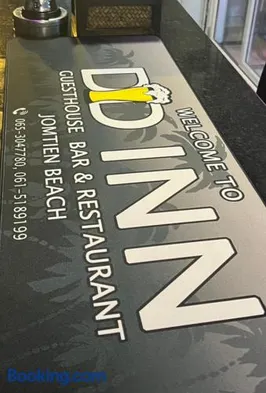 WELCOME TO
DD INN
GUESTHOUSE BAR & RESTAURANT
JOMTIEN BEACH
065-3047780, 061-5189199
Booking.com